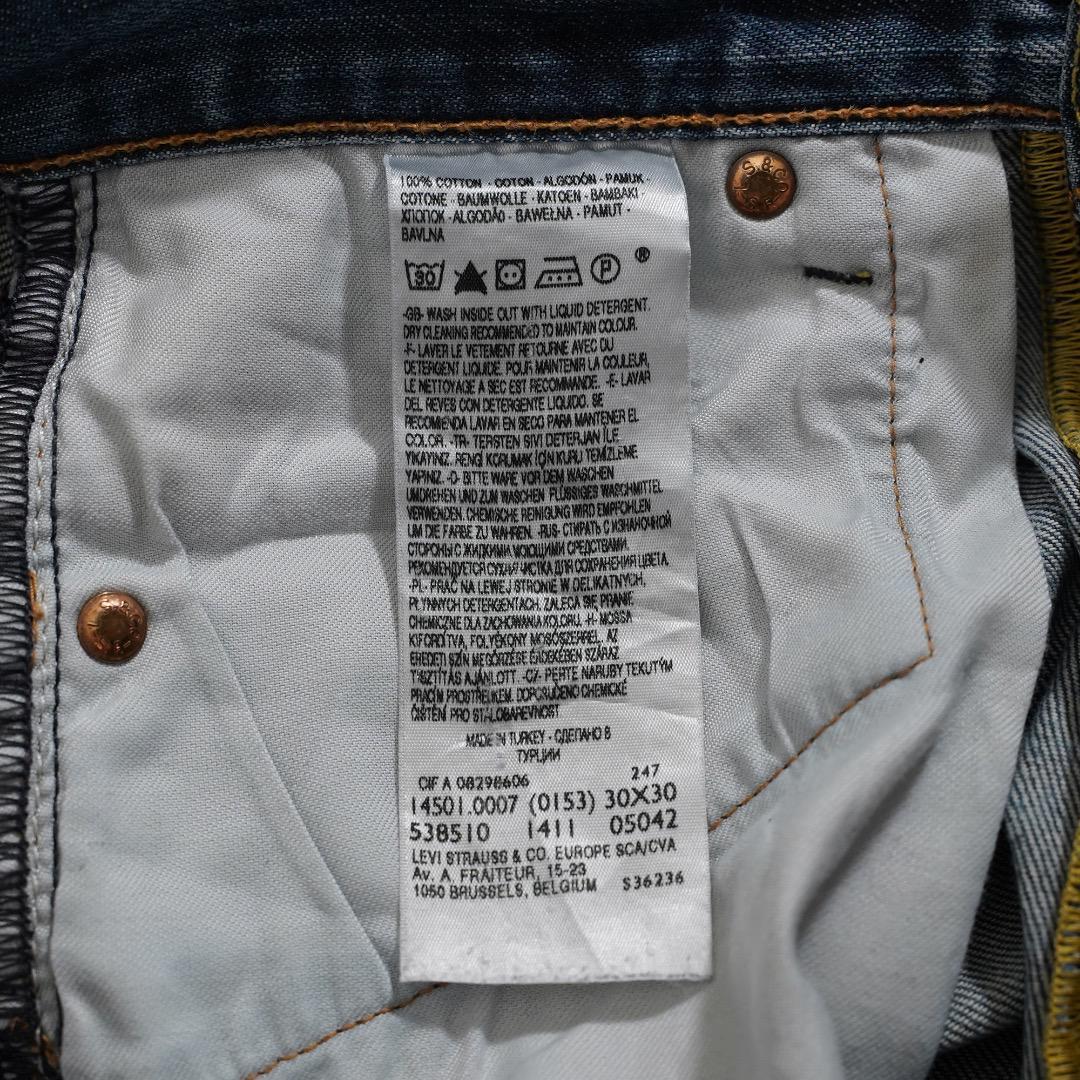 100% COTTON - COTON - ALGODÓN - PAMUK -
COTONE - BAUMWOLLE - KATOEN - BAMBAKI -
ХЛОПОК - ALGODÃO - BAWEŁNA - PAMUT -
BAVLNA
30 P ®
-GB- WASH INSIDE OUT WITH LIQUID DETERGENT.
DRY CLEANING RECOMMENDED TO MAINTAIN COLOUR.
-F- LAVER LE VETEMENT RETOURNE AVEC DU
DETERGENT LIQUIDE. POUR MAINTENIR LA COULEUR,
LE NETTOYAGE A SEC EST RECOMMANDE. -E- LAVAR
DEL REVES CON DETERGENTE LIQUIDO. SE
RECOMIENDA LAVAR EN SECO PARA MANTENER EL
COLOR. -TR- TERSTEN SIVI DETERJAN İLE
YIKAYINIZ. RENGİ KORUMAK İÇİN KURU TEMİZLEME
YAPINIZ. -D- BITTE WARE VOR DEM WASCHEN
UMDREHEN UND ZUM WASCHEN FLÜSSIGES WASCHMITTEL
VERWENDEN. CHEMISCHE REINIGUNG WIRD EMPFOHLEN
UM DIE FARBE ZU WAHREN. -RUS- СТИРАТЬ С ИЗНАНОЧНОЙ
СТОРОНЫ С ЖИДКИМИ МОЮЩИМИ СРЕДСТВАМИ.
РЕКОМЕНДУЕТСЯ СУХАЯ ЧИСТКА ДЛЯ СОХРАНЕНИЯ ЦВЕТА.
-PL- PRAĆ NA LEWEJ STRONIE W DELIKATNYCH,
PŁYNNYCH DETERGENTACH. ZALECA SIĘ PRANIE
CHEMICZNE DLA ZACHOWANIA KOLORU. -H- MOSSA
KIFORDÍTVA, FOLYÉKONY MOSÓSZERREL. AZ
EREDETI SZÍN MEGŐRZÉSE ÉRDEKÉBEN SZÁRAZ
TISZTÍTÁS AJÁNLOTT. -CZ- PERTE NARUBY TEKUTÝM
PRACÍM PROSTŘEDKEM. DOPORUČENO CHEMICKÉ
ČIŠTĚNÍ PRO STÁLOBAREVNOST
MADE IN TURKEY - СДЕЛАНО В
ТУРЦИИ
CIF A 08298606 247
14501.0007 (0153) 30X30
538510 1411 05042
LEVI STRAUSS & CO. EUROPE SCA/CVA
Av. A. FRAITEUR, 15-23
1050 BRUSSELS, BELGIUM S36236